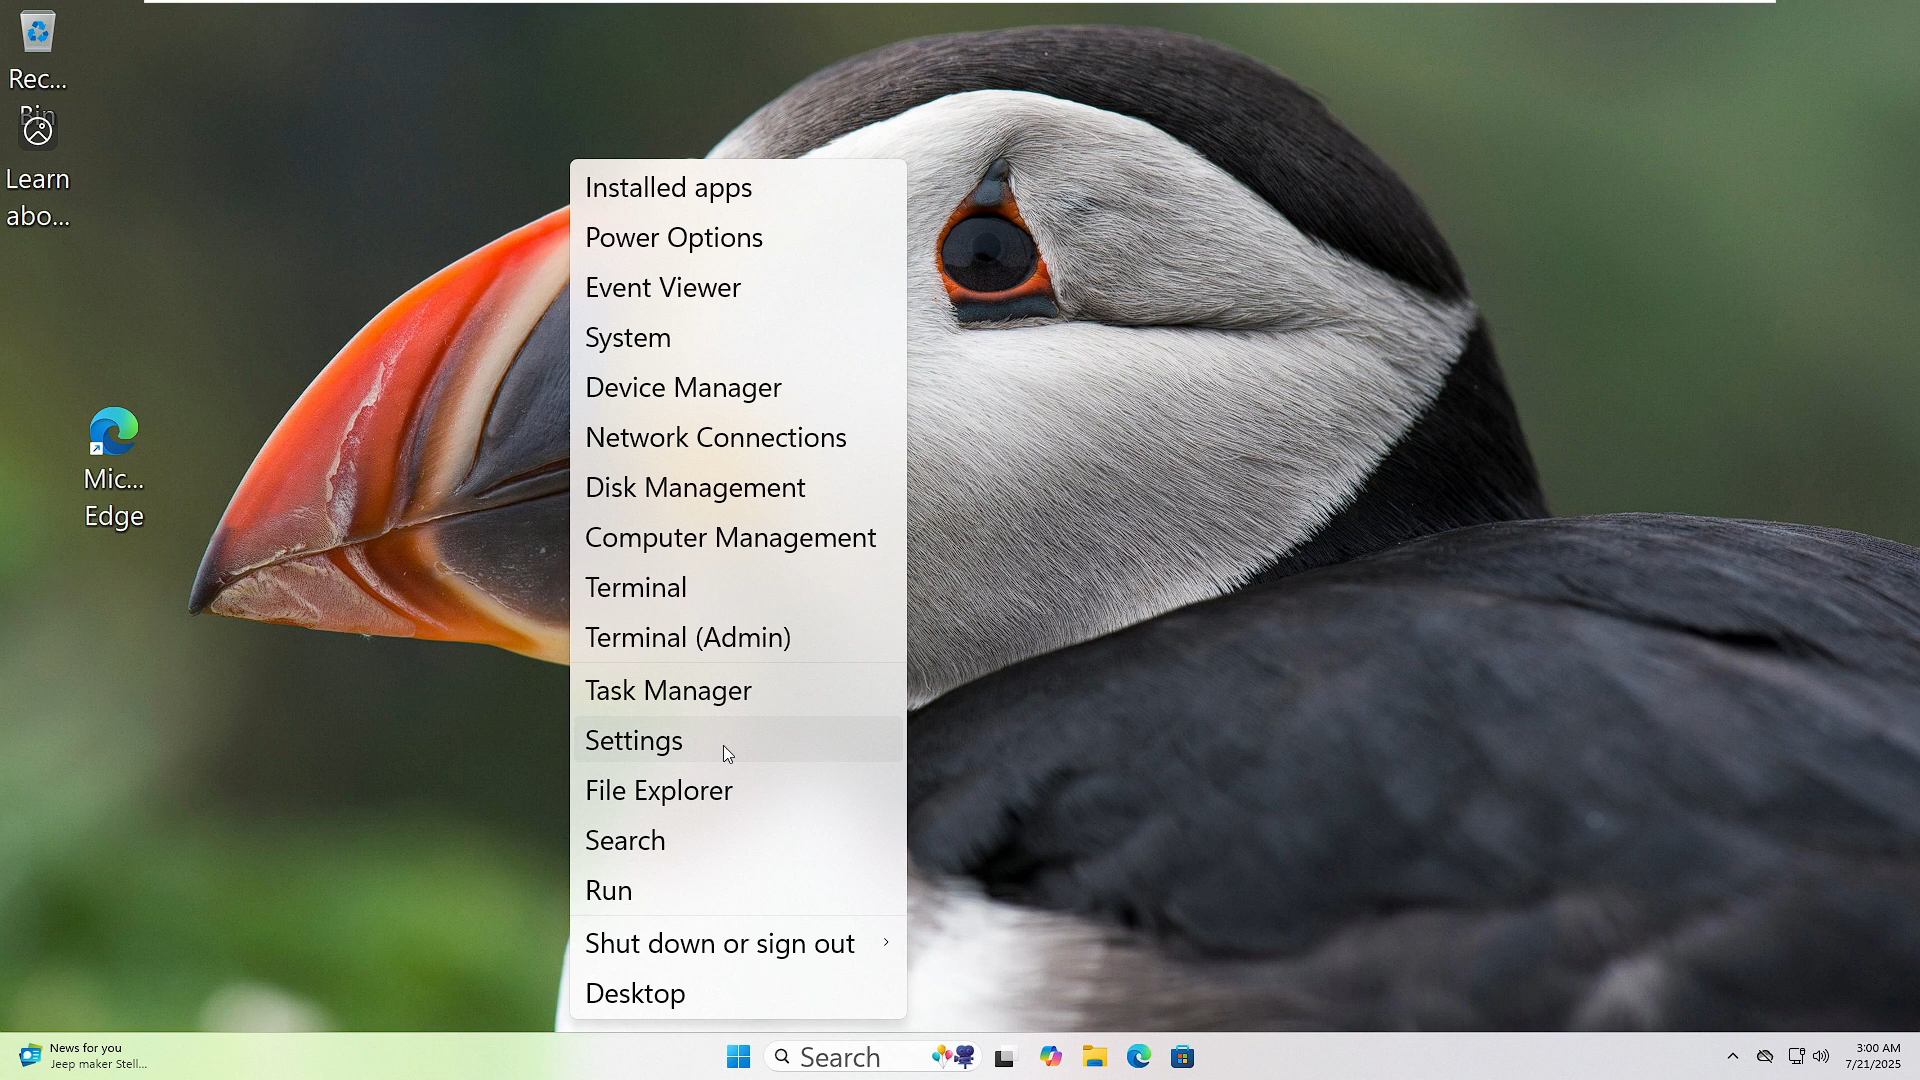 Rec...
Bin
Learn
abo...
Mic...
Edge
Installed apps
Power Options
Event Viewer
System
Device Manager
Network Connections
Disk Management
Computer Management
Terminal
Terminal (Admin)
Task Manager
Settings
File Explorer
Search
Run
Shut down or sign out
Desktop
News for you
Jeep maker Stell...
Search
3:00 AM
7/21/2025